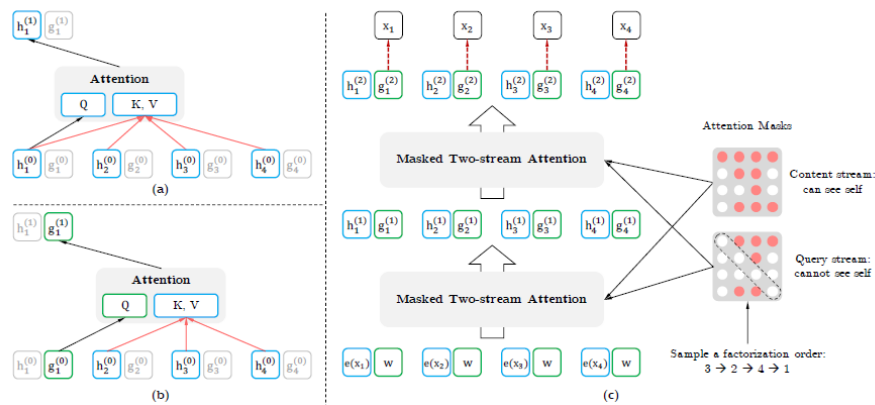 h₁⁽¹⁾ g₁⁽¹⁾
Attention
Q K, V
h₁⁽⁰⁾ g₁⁽⁰⁾ h₂⁽⁰⁾ g₂⁽⁰⁾ h₃⁽⁰⁾ g₃⁽⁰⁾ h₄⁽⁰⁾ g₄⁽⁰⁾
(a)
h₁⁽¹⁾ g₁⁽¹⁾
Attention
Q K, V
h₁⁽⁰⁾ g₁⁽⁰⁾ h₂⁽⁰⁾ g₂⁽⁰⁾ h₃⁽⁰⁾ g₃⁽⁰⁾ h₄⁽⁰⁾ g₄⁽⁰⁾
(b)
x₁ x₂ x₃ x₄
h₁⁽²⁾ g₁⁽²⁾ h₂⁽²⁾ g₂⁽²⁾ h₃⁽²⁾ g₃⁽²⁾ h₄⁽²⁾ g₄⁽²⁾
Masked Two-stream Attention
h₁⁽¹⁾ g₁⁽¹⁾ h₂⁽¹⁾ g₂⁽¹⁾ h₃⁽¹⁾ g₃⁽¹⁾ h₄⁽¹⁾ g₄⁽¹⁾
Masked Two-stream Attention
e(x₁) w e(x₂) w e(x₃) w e(x₄) w
(c)
Attention Masks
Content stream:
can see self
Query stream:
cannot see self
Sample a factorization order:
3 → 2 → 4 → 1